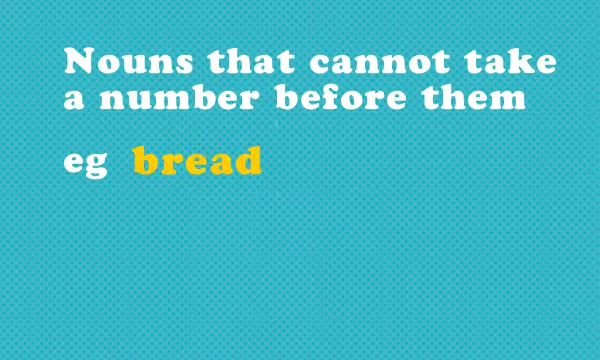 Nouns that cannot take
a number before them
eg bread